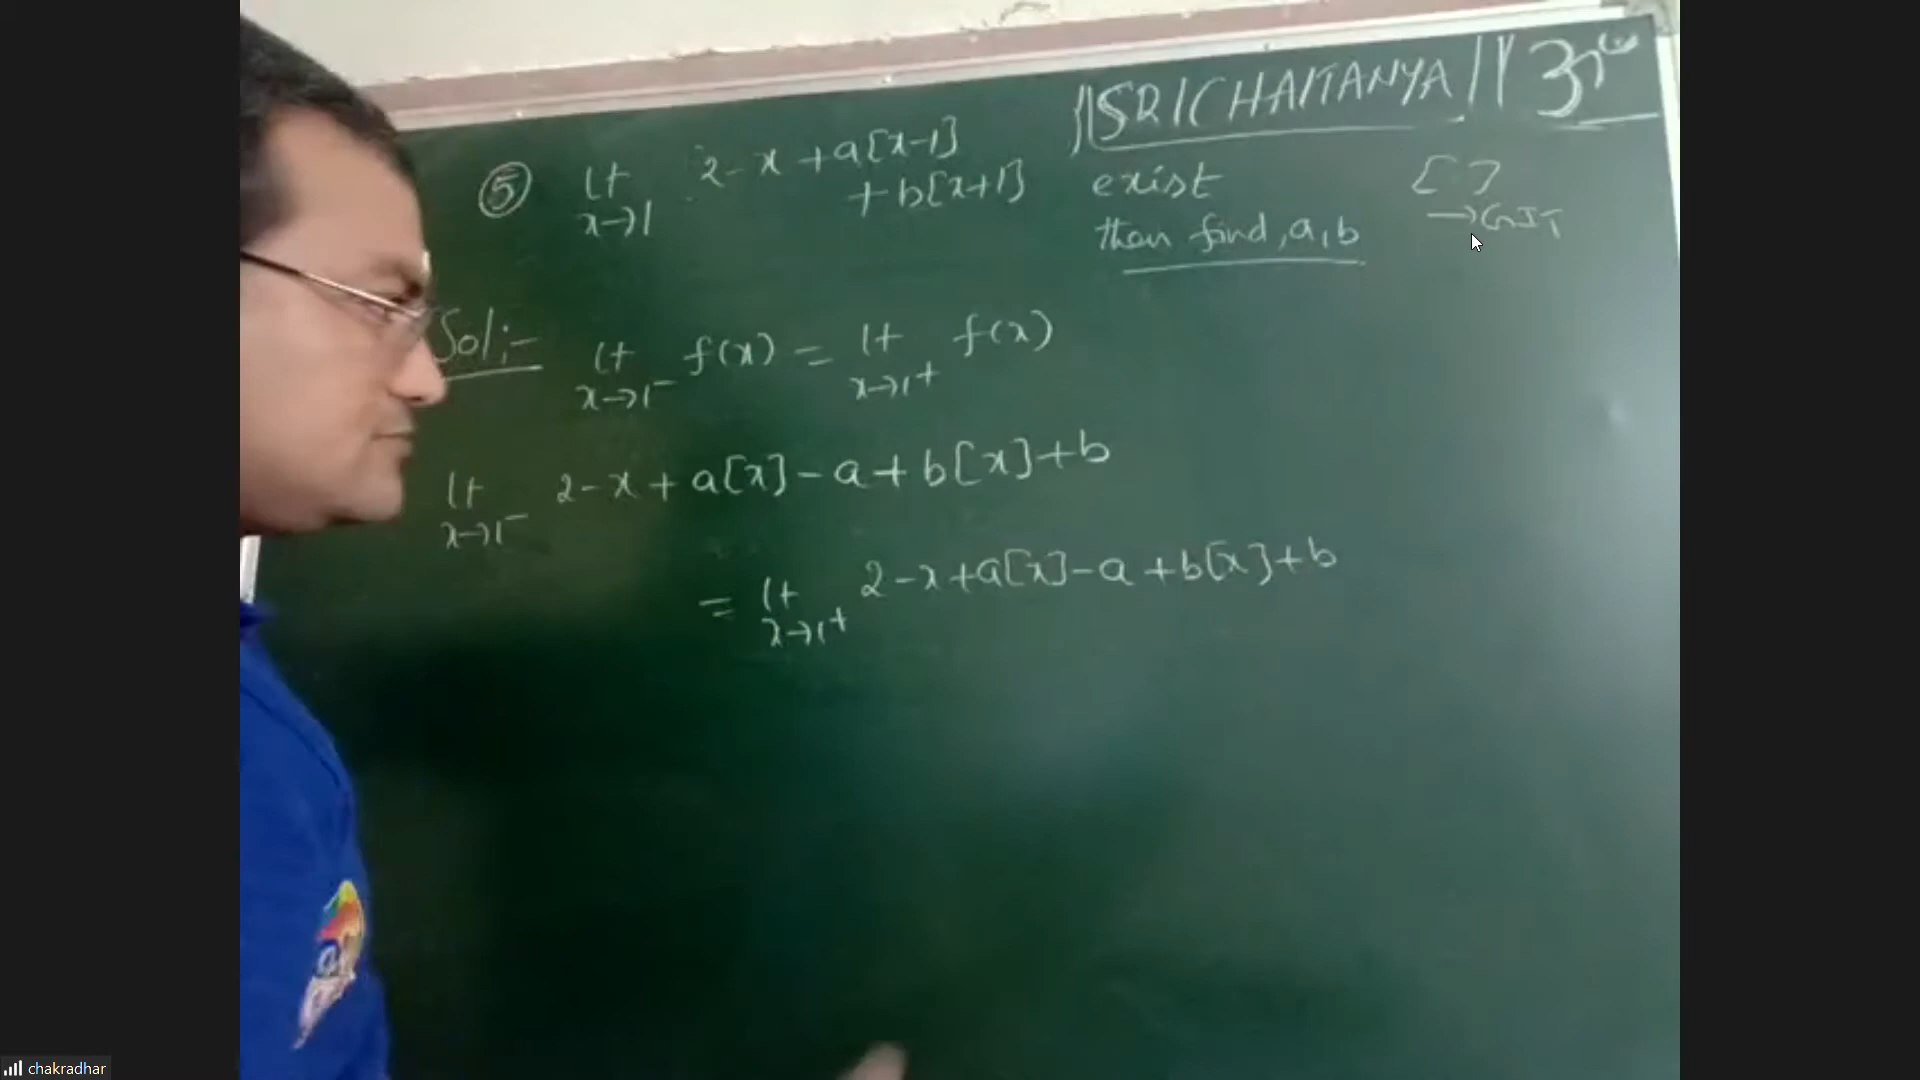 ||SRICHAITANYA||
⑤ lt x→1 2-x+a[x-1]
+b[x+1] exist [ ]
then find, a, b →GIF
Sol:- lt x→1⁻ f(x) = lt x→1⁺ f(x)
lt x→1⁻ 2-x+a[x]-a+b[x]+b
= lt x→1⁺ 2-x+a[x]-a+b[x]+b
chakradhar